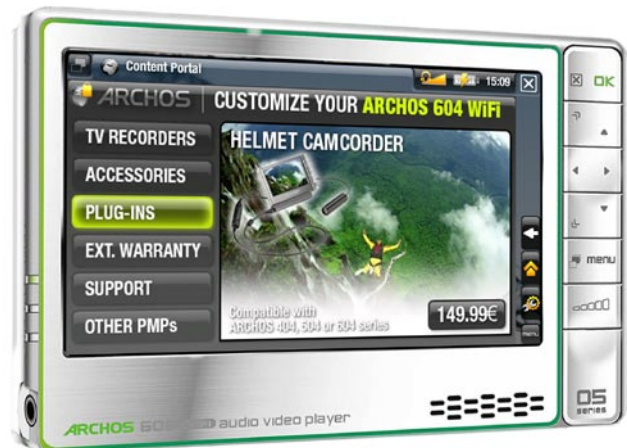 Content Portal
15:09
ARCHOS CUSTOMIZE YOUR ARCHOS 604 WiFi
TV RECORDERS
ACCESSORIES
PLUG-INS
EXT. WARRANTY
SUPPORT
OTHER PMPs
HELMET CAMCORDER
Compatible with
ARCHOS 404, 504 or 604 series
149.99€
menu
OK
menu
05
series
ARCHOS audio video player